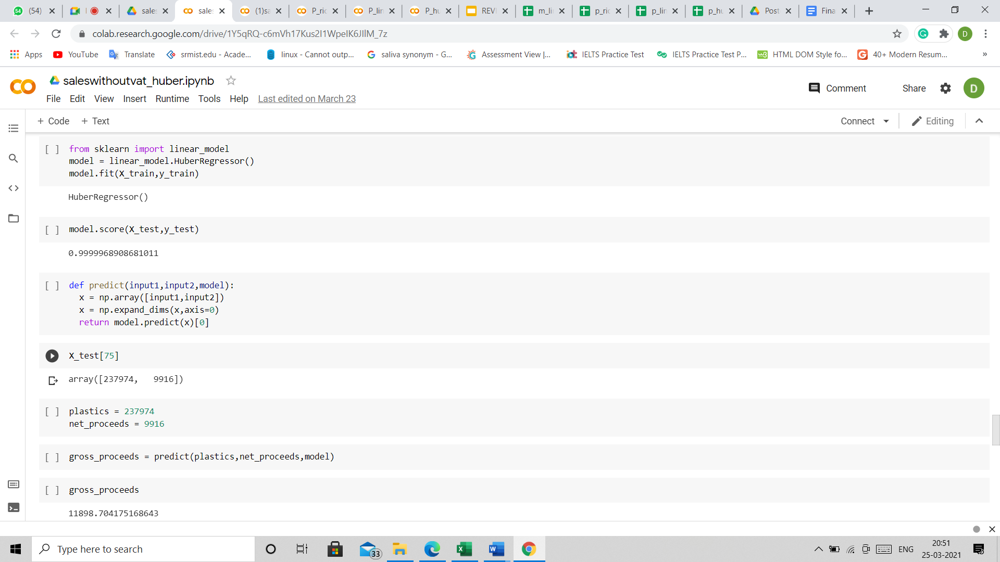 (54)
sales
sales
(1)sa
P_ric
P_lin
P_hu
REVI
m_li
p_ric
p_lin
p_hu
Post
Fina
colab.research.google.com/drive/
Apps
YouTube
Translate
srmist.edu - Acade...
linux - Cannot outp...
saliva synonym - G...
Assessment View |...
IELTS Practice Test
IELTS Practice Test P...
HTML DOM Style fo...
40+ Modern Resum...
»
saleswithoutvat_huber.ipynb
Comment
Share
D
File Edit View Insert Runtime Tools Help Last edited on March 23
+ Code + Text
Connect
Editing
[ ] from sklearn import linear_model
model = linear_model.HuberRegressor()
model.fit(X_train,y_train)
HuberRegressor()
[ ] model.score(X_test,y_test)
0.9999968908681011
[ ] def predict(input1,input2,model):
x = np.array([input1,input2])
x = np.expand_dims(x,axis=0)
return model.predict(x)[0]
X_test[75]
array([237974, 9916])
[ ] plastics = 237974
net_proceeds = 9916
[ ] gross_proceeds = predict(plastics,net_proceeds,model)
[ ] gross_proceeds
11898.704175168643
Type here to search
33
ENG
20:51
25-03-2021